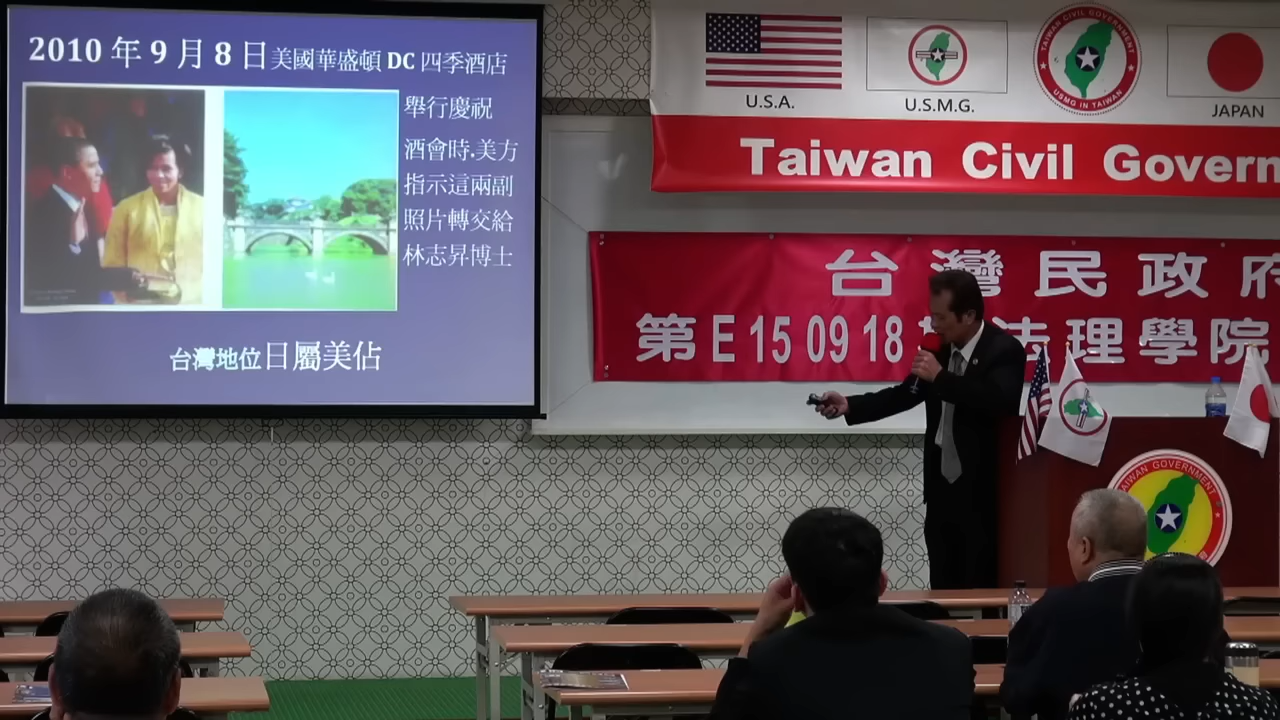 2010 年 9 月 8 日美國華盛頓 DC 四季酒店
舉行慶祝
酒會時.美方
指示這兩副
照片轉交給
林志昇博士
台灣地位日屬美佔
U.S.A.
U.S.M.G.
TAIWAN CIVIL GOVERNMENT
USMG IN TAIWAN
JAPAN
Taiwan Civil Govern
台灣民政府
第E 15 09 18 法理學院
TAIWAN GOVERNMENT